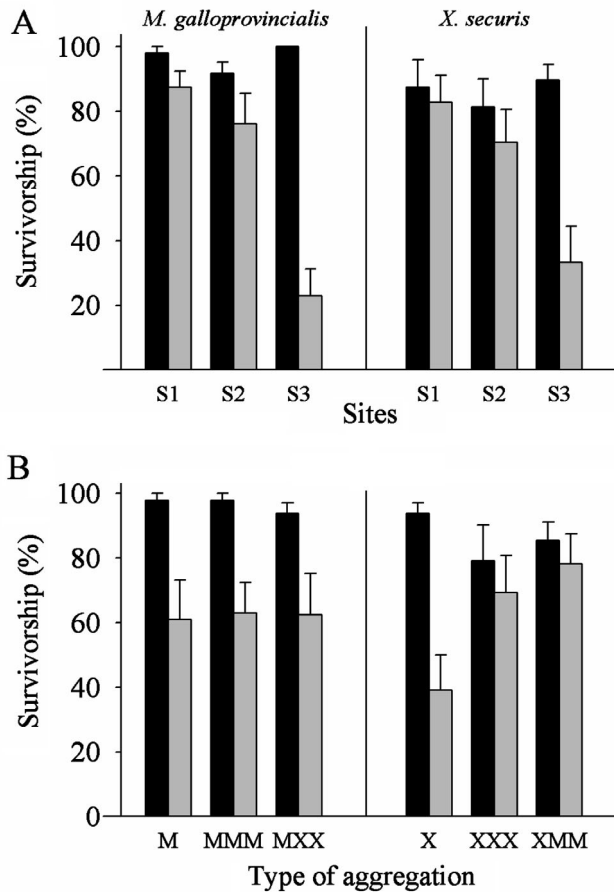 A
M. galloprovincialis
X. securis
Survivorship (%)
100
80
60
40
20
S1 S2 S3 S1 S2 S3
Sites
B
Survivorship (%)
100
80
60
40
20
0
M MMM MXX X XXX XMM
Type of aggregation